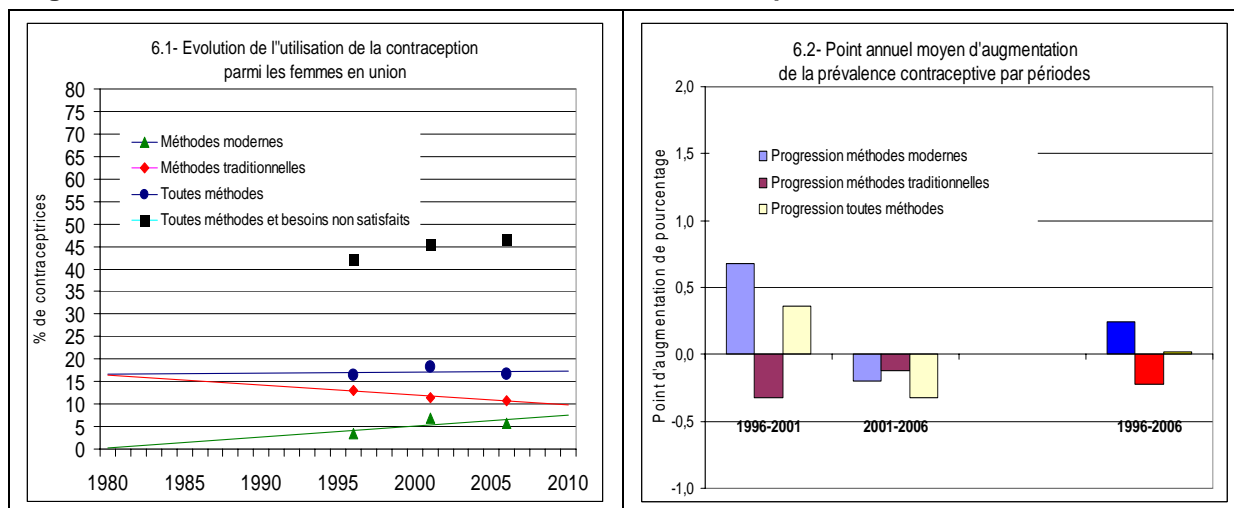 6.1- Evolution de l"utilisation de la contraception
parmi les femmes en union
% de contraceptrices
80
75
70
65
60
55
50
45
40
35
30
25
20
15
10
5
0
Méthodes modernes
Méthodes traditionnelles
Toutes méthodes
Toutes méthodes et besoins non satisfaits
1980 1985 1990 1995 2000 2005 2010
6.2- Point annuel moyen d'augmentation
de la prévalence contraceptive par périodes
Point d'augmentation de pourcentage
2,0
1,5
1,0
0,5
0,0
-0,5
-1,0
Progression méthodes modernes
Progression méthodes traditionnelles
Progression toutes méthodes
1996-2001 2001-2006 1996-2006